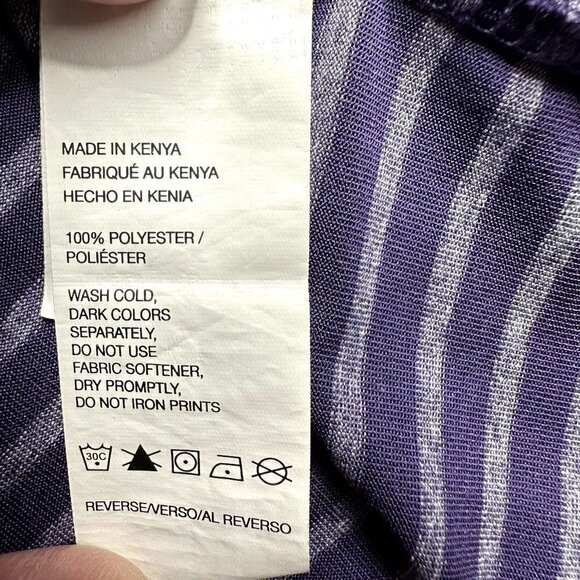 MADE IN KENYA
FABRIQUÉ AU KENYA
HECHO EN KENIA
100% POLYESTER /
POLIÉSTER
WASH COLD,
DARK COLORS
SEPARATELY,
DO NOT USE
FABRIC SOFTENER,
DRY PROMPTLY,
DO NOT IRON PRINTS
30C
REVERSE/VERSO/AL REVERSO